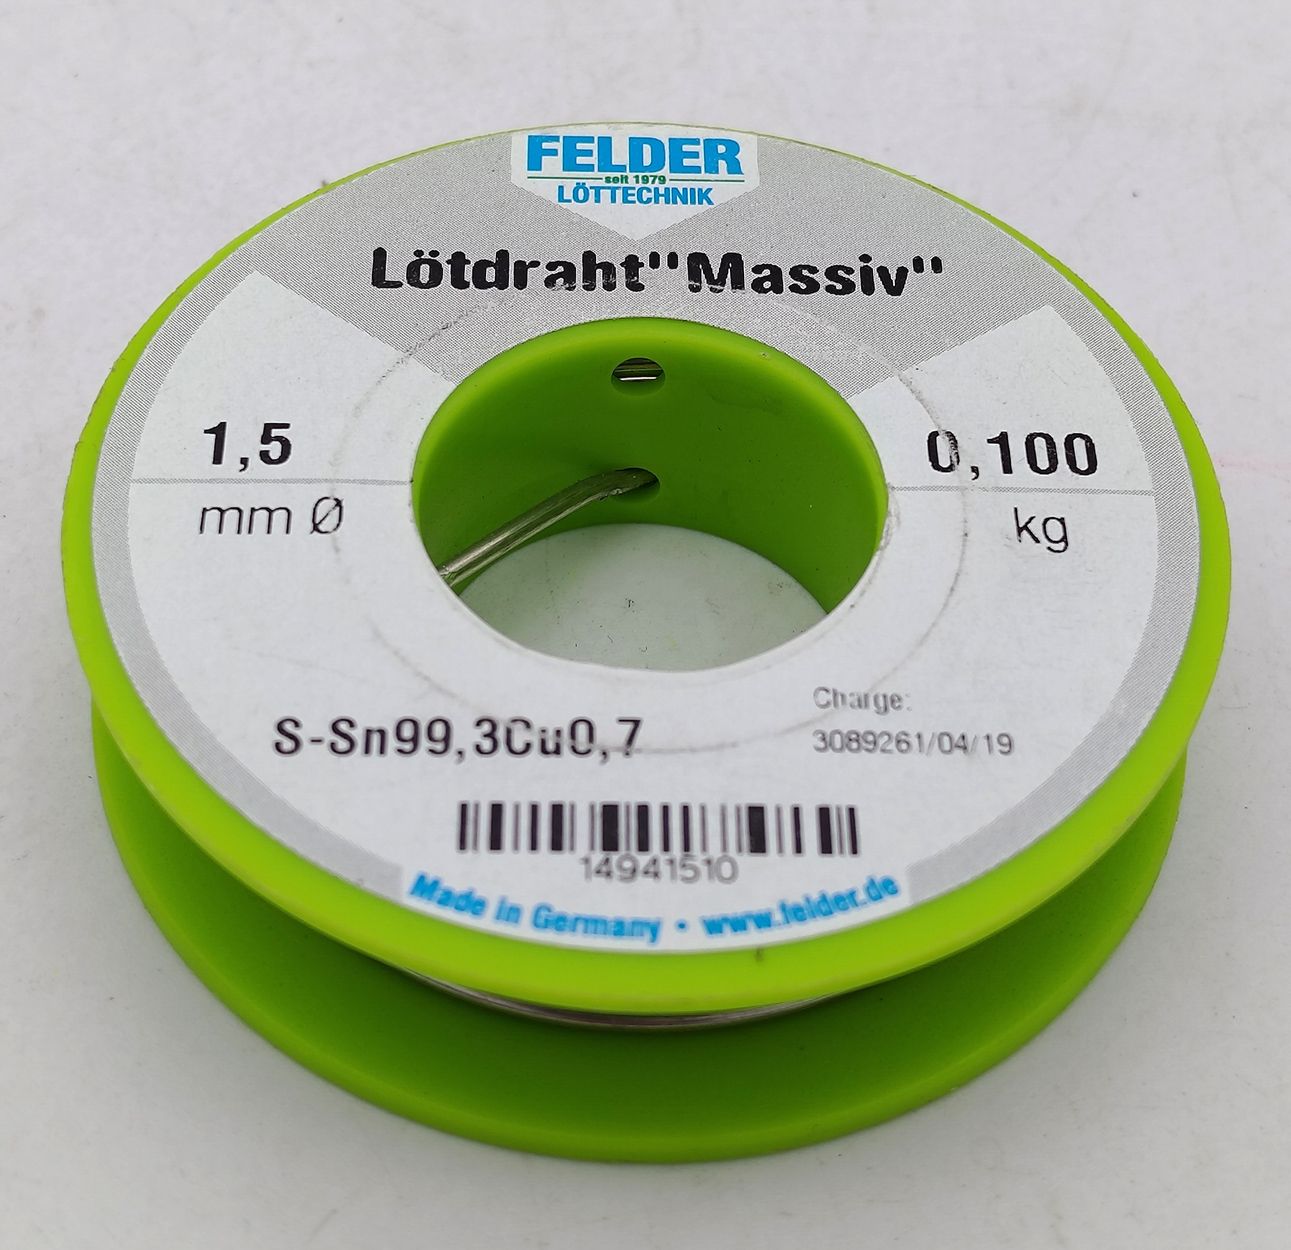 FELDER
seit 1979
LÖTTECHNIK
Lötdraht"Massiv"
1,5
mm Ø
0,100
kg
S-Sn99,3Cu0,7
Charge:
3089261/04/19
14941510
Made in Germany • www.felder.de